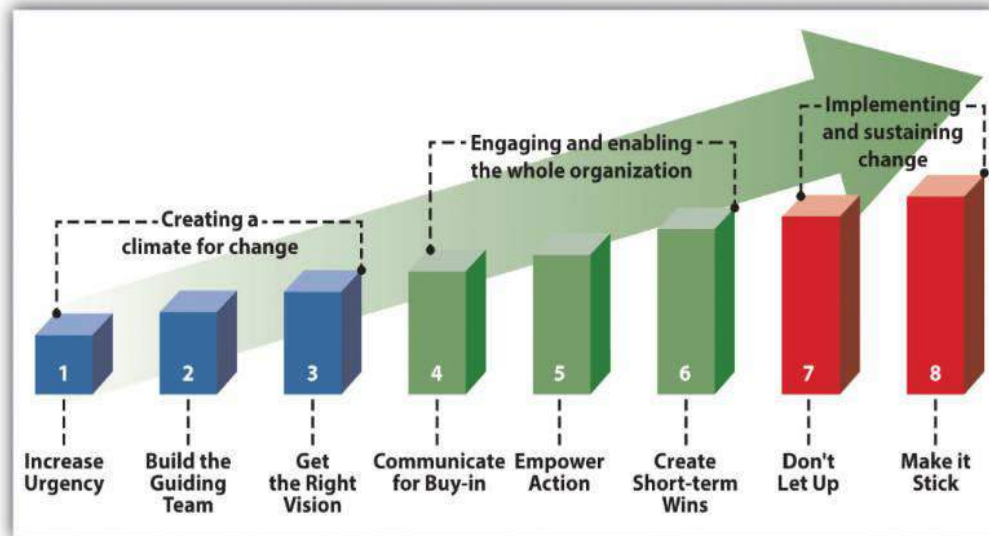 Implementing
and sustaining
change
Engaging and enabling
the whole organization
Creating a
climate for change
1
2
3
4
5
6
7
8
Increase
Urgency
Build the
Guiding
Team
Get
the Right
Vision
Communicate
for Buy-in
Empower
Action
Create
Short-term
Wins
Don't
Let Up
Make it
Stick